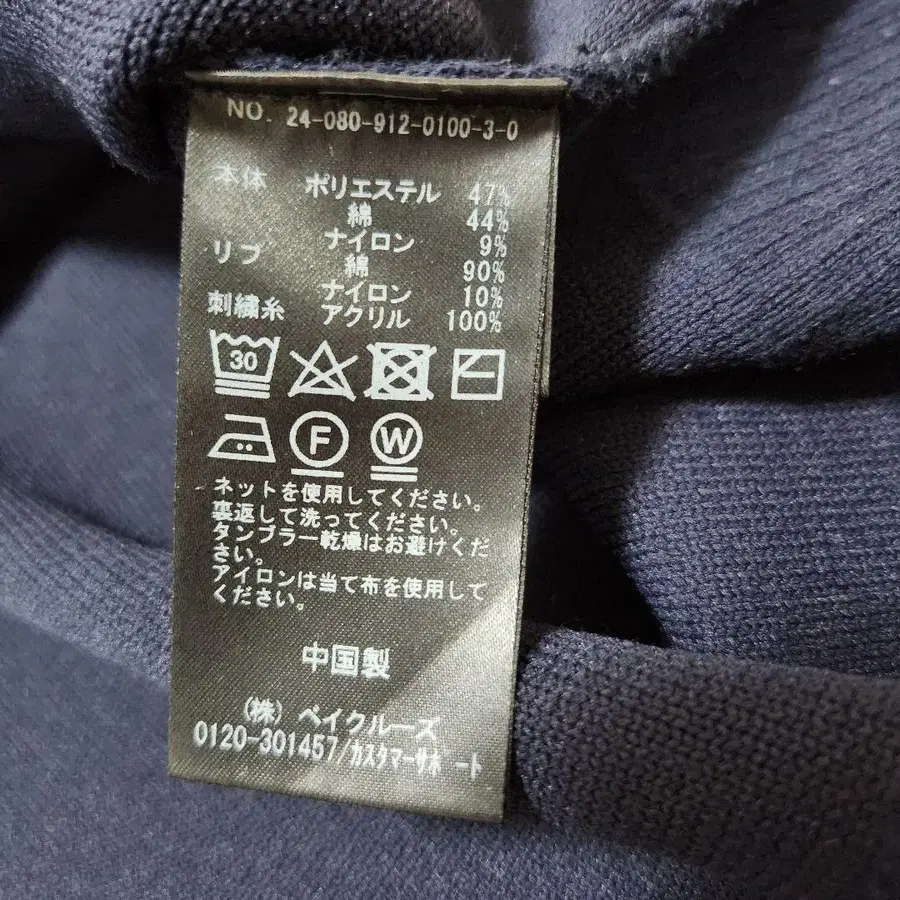 NO. 24-080-912-0100-3-0
本体 ポリエステル 47%
綿 44%
ナイロン 9%
リブ 綿 90%
ナイロン 10%
刺繍糸 アクリル 100%
30
F W
ネットを使用してください。
裏返して洗ってください。
タンブラー乾燥はお避けくだ
さい。
アイロンは当て布を使用して
ください。
中国製
(株) ベイクルーズ
0120-301457/カスタマーサポート